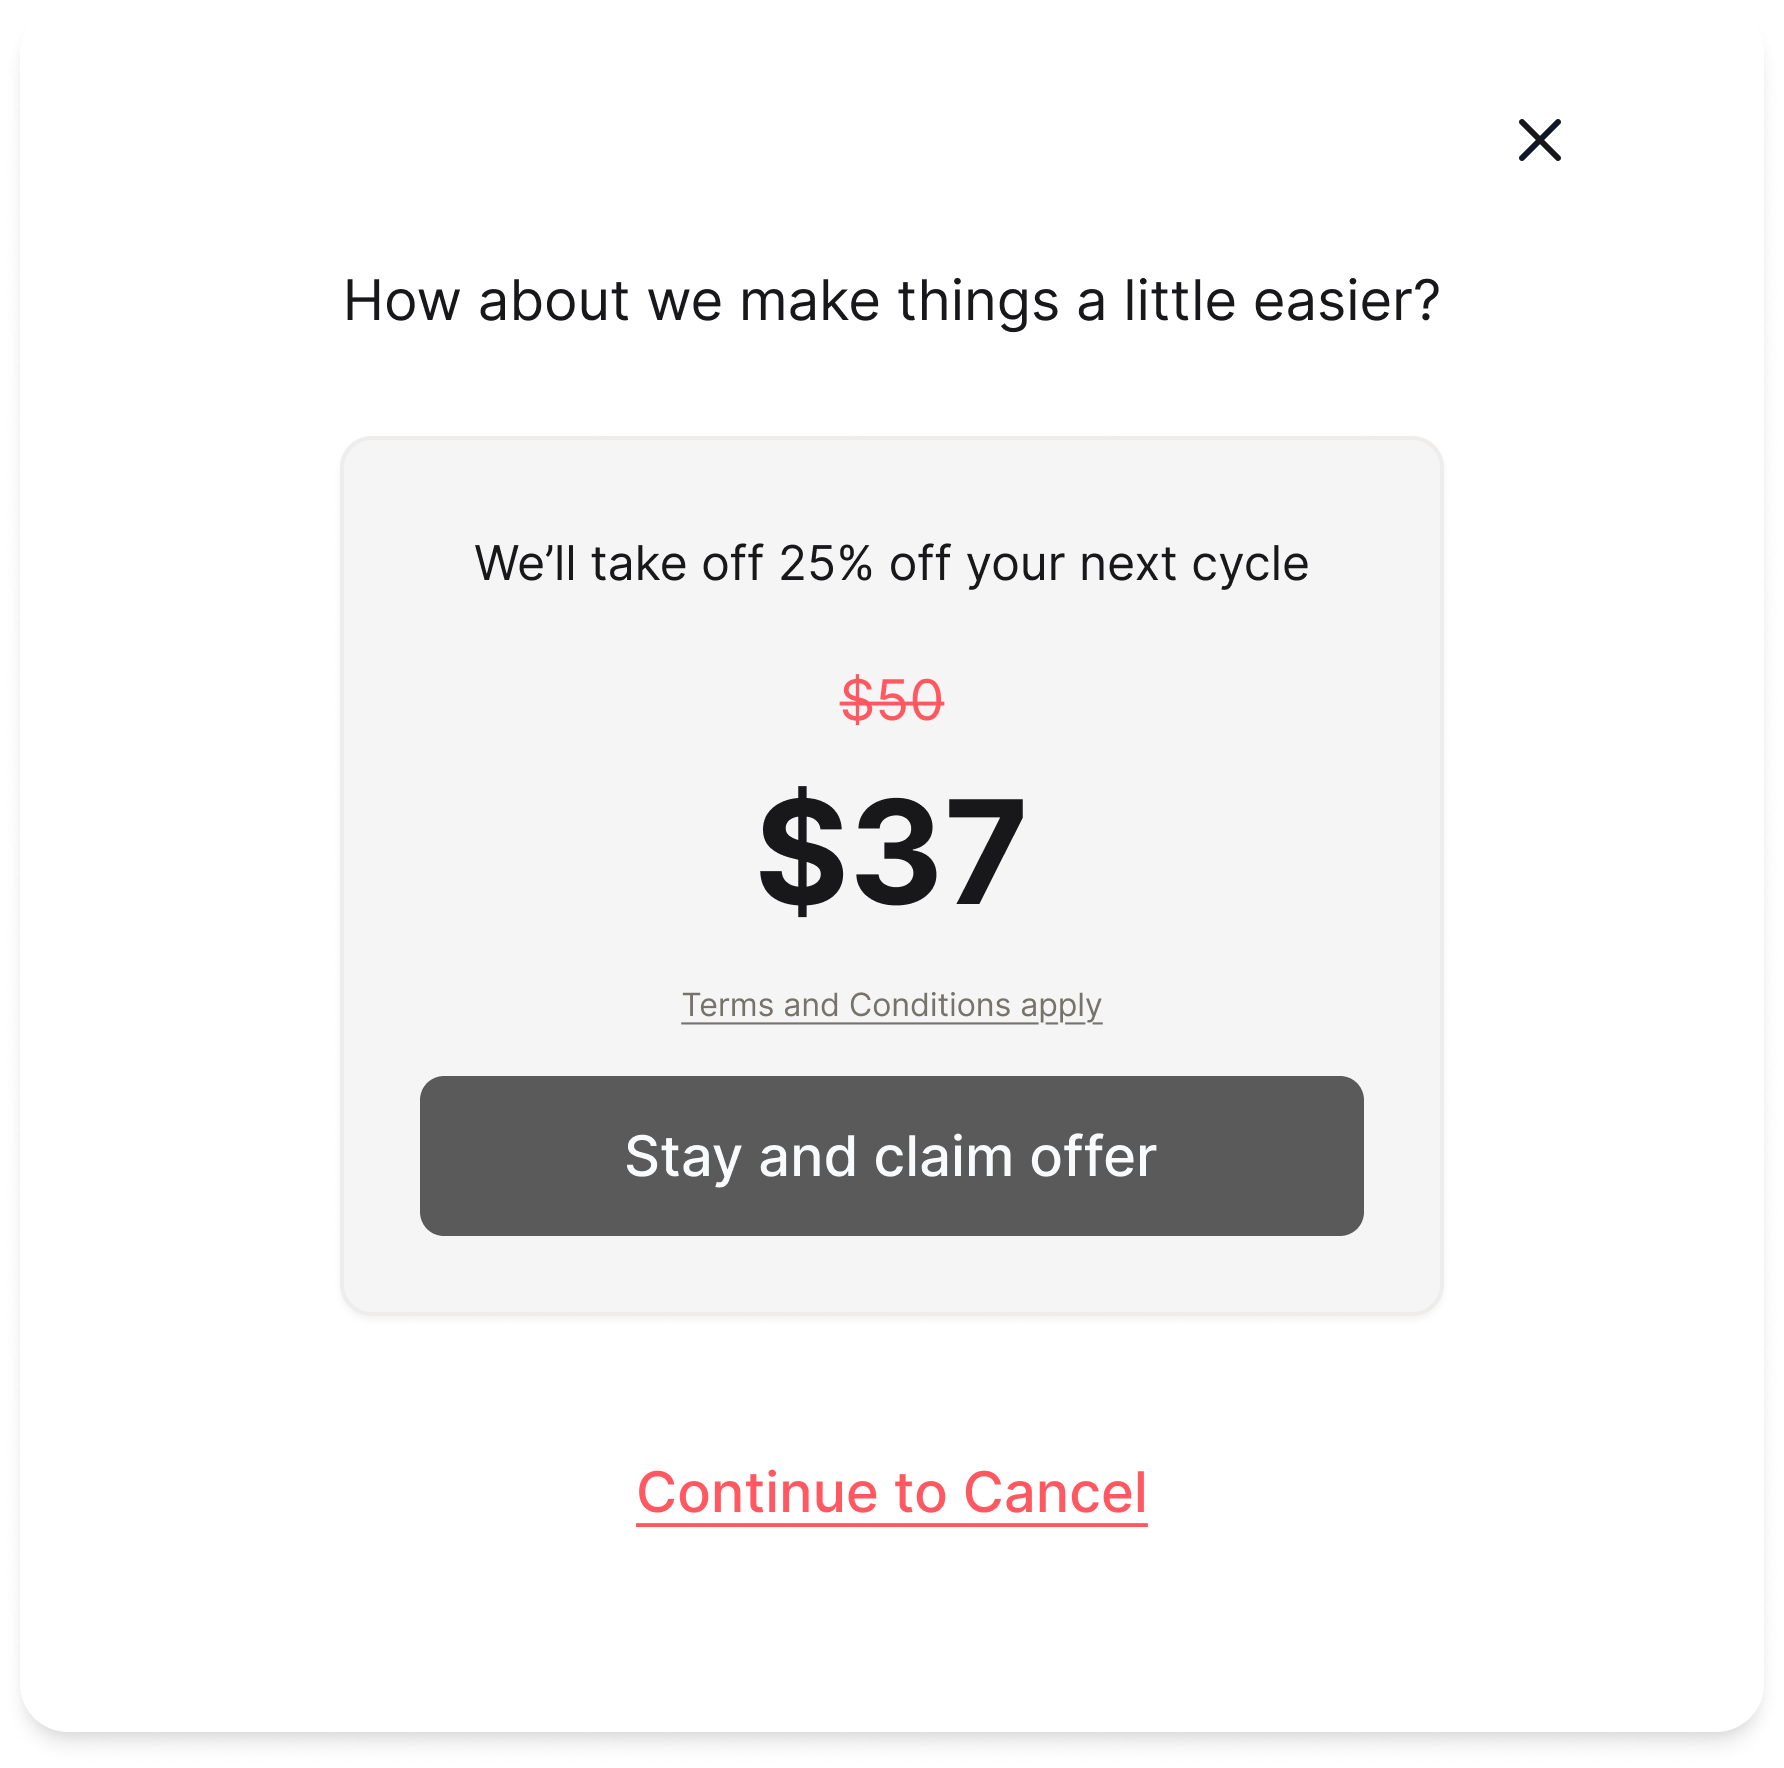 How about we make things a little easier?
We’ll take off 25% off your next cycle
$50
$37
Terms and Conditions apply
Stay and claim offer
Continue to Cancel